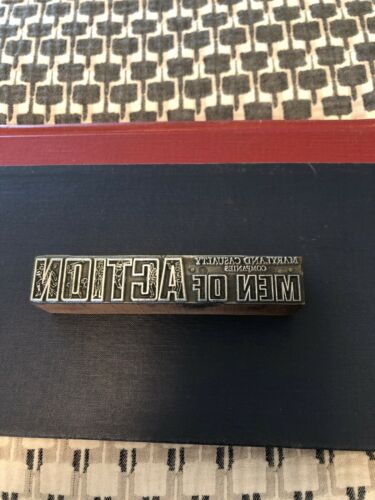 MARYLAND CASUALTY
COMPANIES
MEN OF ACTION